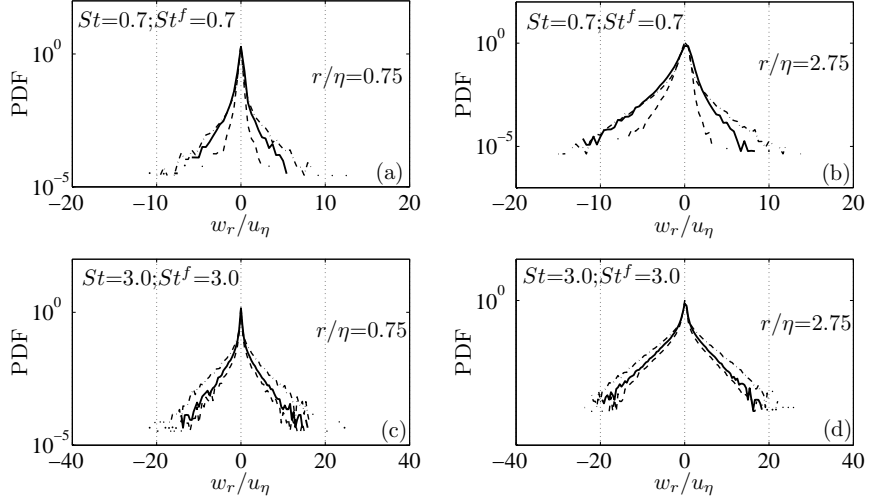 St=0.7;St^f=0.7
r/η=0.75
PDF
10^0
10^−5
(a)
−20 −10 0 10 20
w_r/u_η
St=0.7;St^f=0.7
r/η=2.75
PDF
10^0
10^−5
(b)
−20 −10 0 10 20
w_r/u_η
St=3.0;St^f=3.0
r/η=0.75
PDF
10^0
10^−5
(c)
−40 −20 0 20 40
w_r/u_η
St=3.0;St^f=3.0
r/η=2.75
PDF
10^0
10^−5
(d)
−40 −20 0 20 40
w_r/u_η